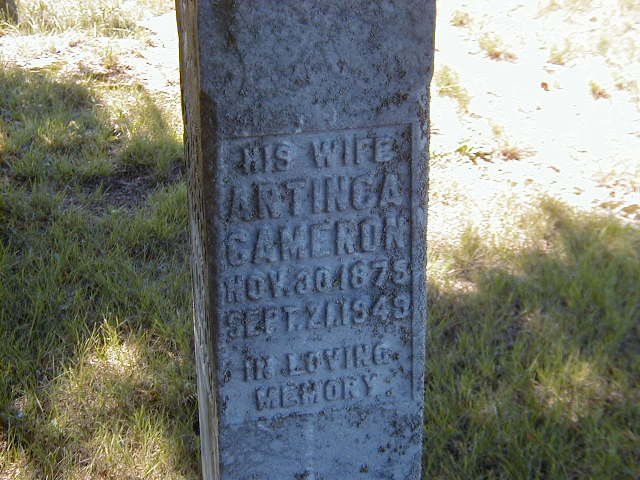 HIS WIFE
ARTINCA
CAMERON
NOV. 30, 1875
SEPT. 21, 1949
IN LOVING
MEMORY.